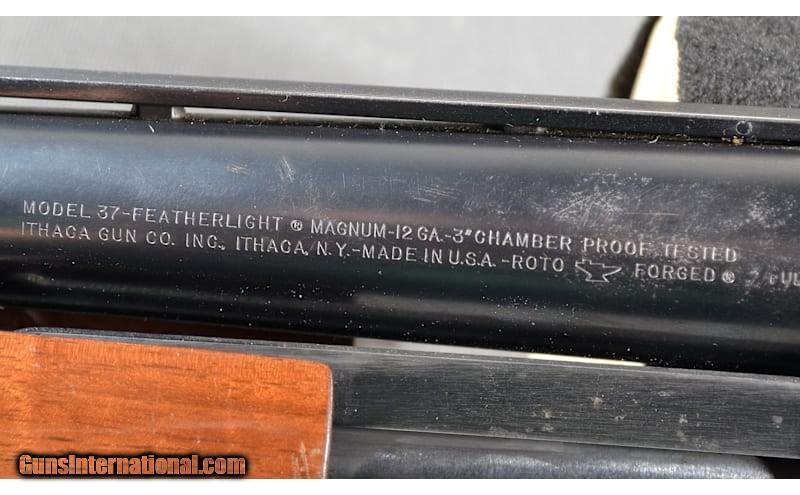 MODEL 37-FEATHERLIGHT ® MAGNUM-12 GA.-3" CHAMBER PROOF TESTED
ITHACA GUN CO. INC., ITHACA, N.Y.-MADE IN U.S.A. -ROTO FORGED ®
GunsInternational.com